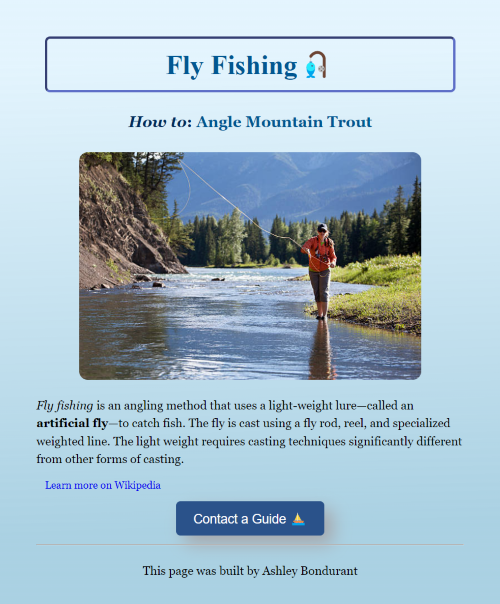 Fly Fishing 🎣
How to: Angle Mountain Trout
Fly fishing is an angling method that uses a light-weight lure—called an
artificial fly—to catch fish. The fly is cast using a fly rod, reel, and specialized
weighted line. The light weight requires casting techniques significantly different
from other forms of casting.
Learn more on Wikipedia
Contact a Guide ⛵
This page was built by Ashley Bondurant